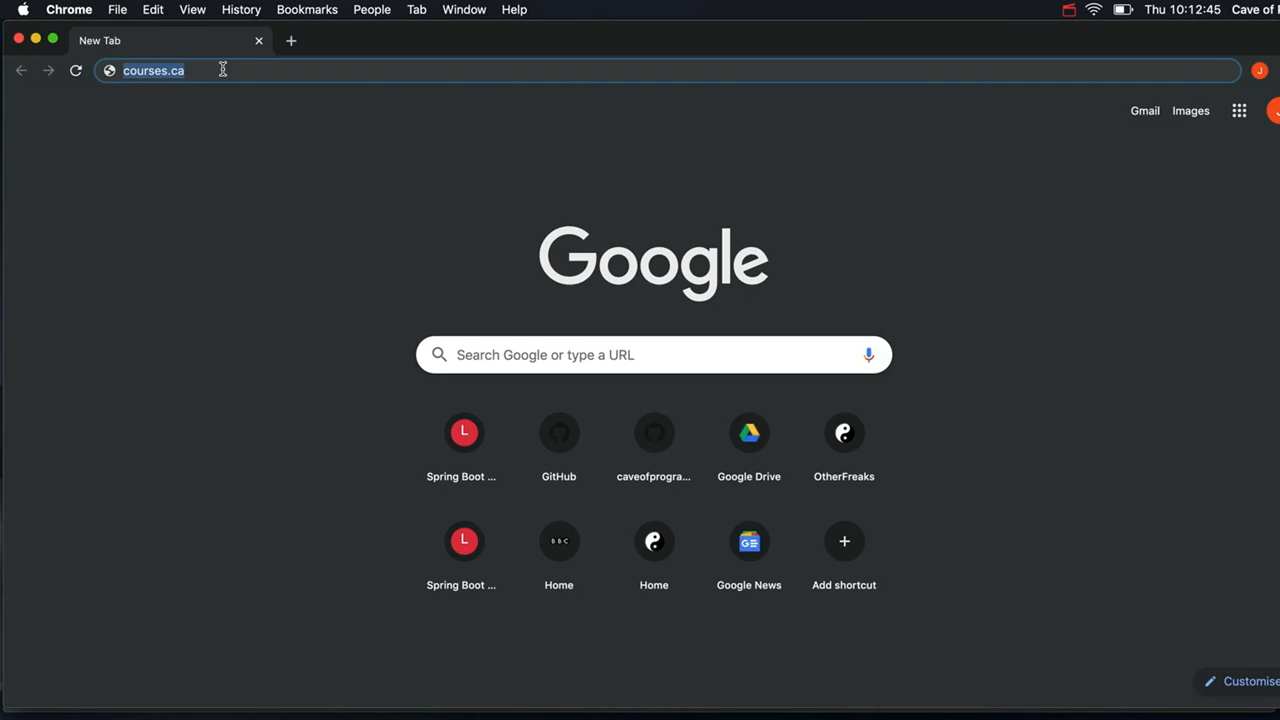 Chrome File Edit View History Bookmarks People Tab Window Help Thu 10:12:45 Cave of
New Tab
courses.ca
J
Gmail Images
Google
Search Google or type a URL
L
Spring Boot ... GitHub caveofprogra... Google Drive OtherFreaks
L BBC GE
Spring Boot ... Home Home Google News Add shortcut
Customise